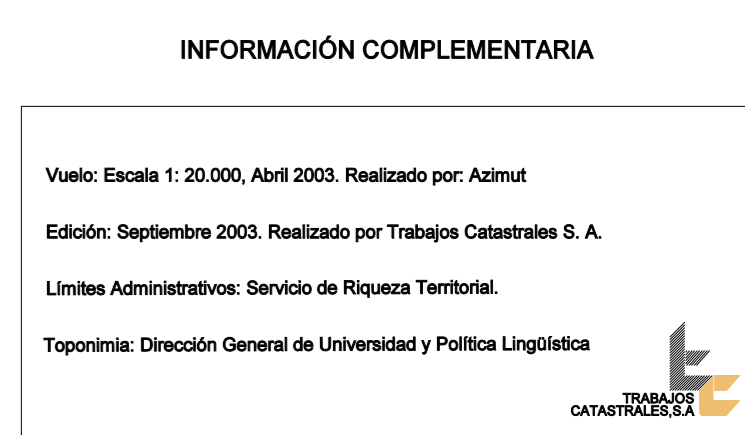 INFORMACIÓN COMPLEMENTARIA
Vuelo: Escala 1: 20.000, Abril 2003. Realizado por: Azimut
Edición: Septiembre 2003. Realizado por Trabajos Catastrales S. A.
Límites Administrativos: Servicio de Riqueza Territorial.
Toponimia: Dirección General de Universidad y Política Lingüística
TRABAJOS
CATASTRALES,S.A